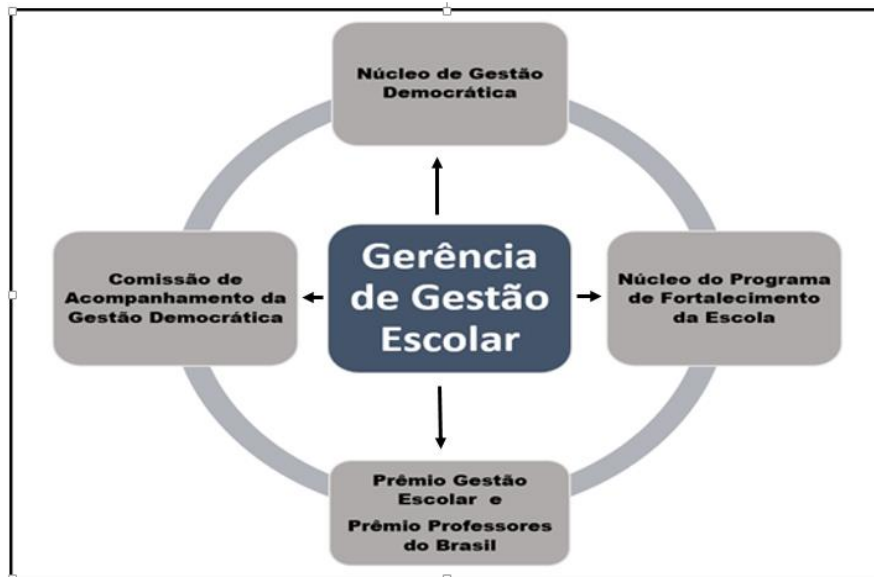 Núcleo de Gestão
Democrática
Comissão de
Acompanhamento da
Gestão Democrática
Gerência
de Gestão
Escolar
Núcleo do Programa
de Fortalecimento
da Escola
Prêmio Gestão
Escolar e
Prêmio Professores
do Brasil